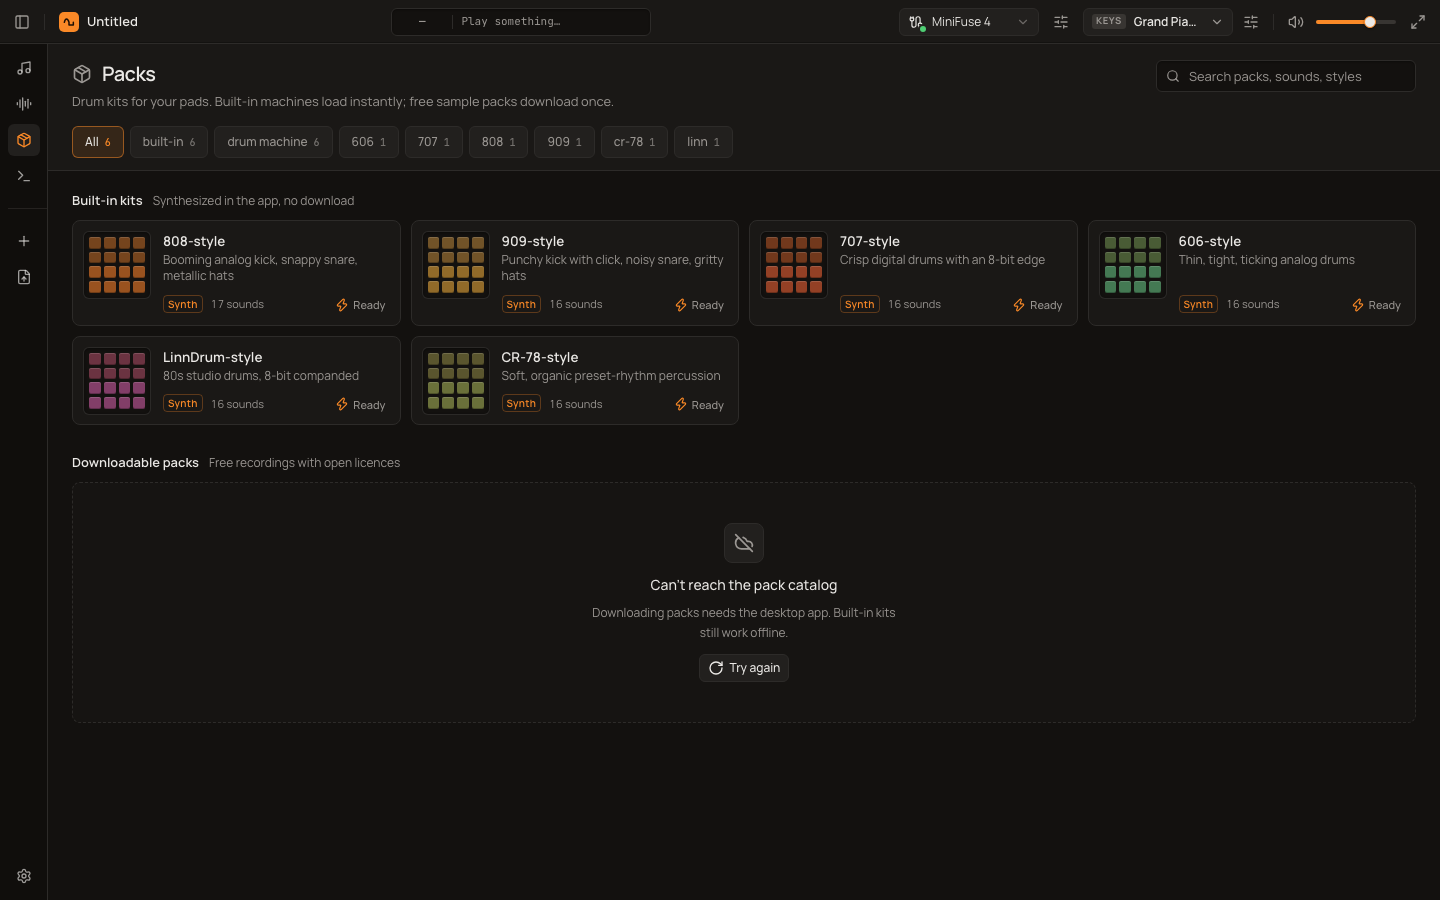 Untitled
– Play something…
MiniFuse 4
KEYS Grand Pia…
Packs
Search packs, sounds, styles
Drum kits for your pads. Built-in machines load instantly; free sample packs download once.
All 6 built-in 6 drum machine 6 606 1 707 1 808 1 909 1 cr-78 1 linn 1
Built-in kits Synthesized in the app, no download
808-style
Booming analog kick, snappy snare,
metallic hats
Synth 17 sounds Ready
909-style
Punchy kick with click, noisy snare, gritty
hats
Synth 16 sounds Ready
707-style
Crisp digital drums with an 8-bit edge
Synth 16 sounds Ready
606-style
Thin, tight, ticking analog drums
Synth 16 sounds Ready
LinnDrum-style
80s studio drums, 8-bit companded
Synth 16 sounds Ready
CR-78-style
Soft, organic preset-rhythm percussion
Synth 16 sounds Ready
Downloadable packs Free recordings with open licences
Can't reach the pack catalog
Downloading packs needs the desktop app. Built-in kits
still work offline.
Try again